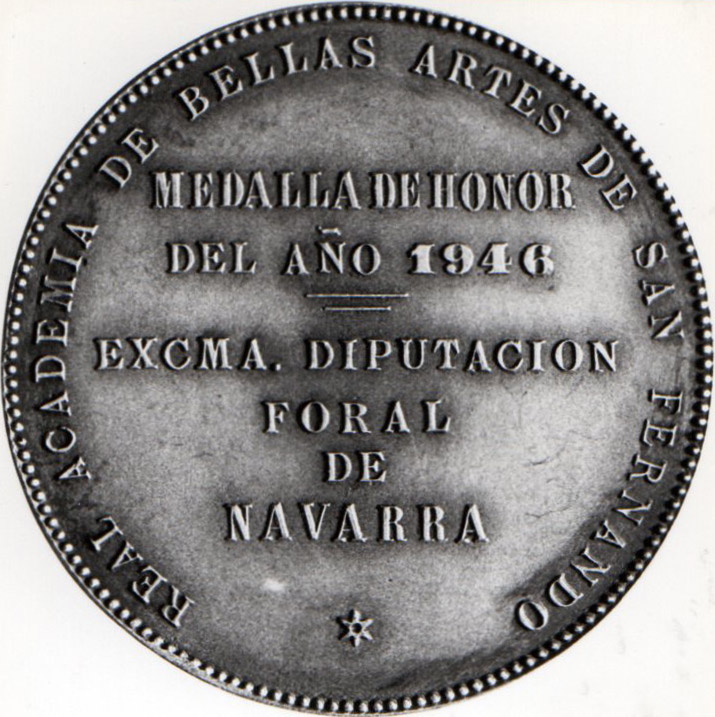 REAL ACADEMIA DE BELLAS ARTES DE SAN FERNANDO
MEDALLA DE HONOR
DEL AÑO 1946
EXCMA. DIPUTACION
FORAL
DE
NAVARRA